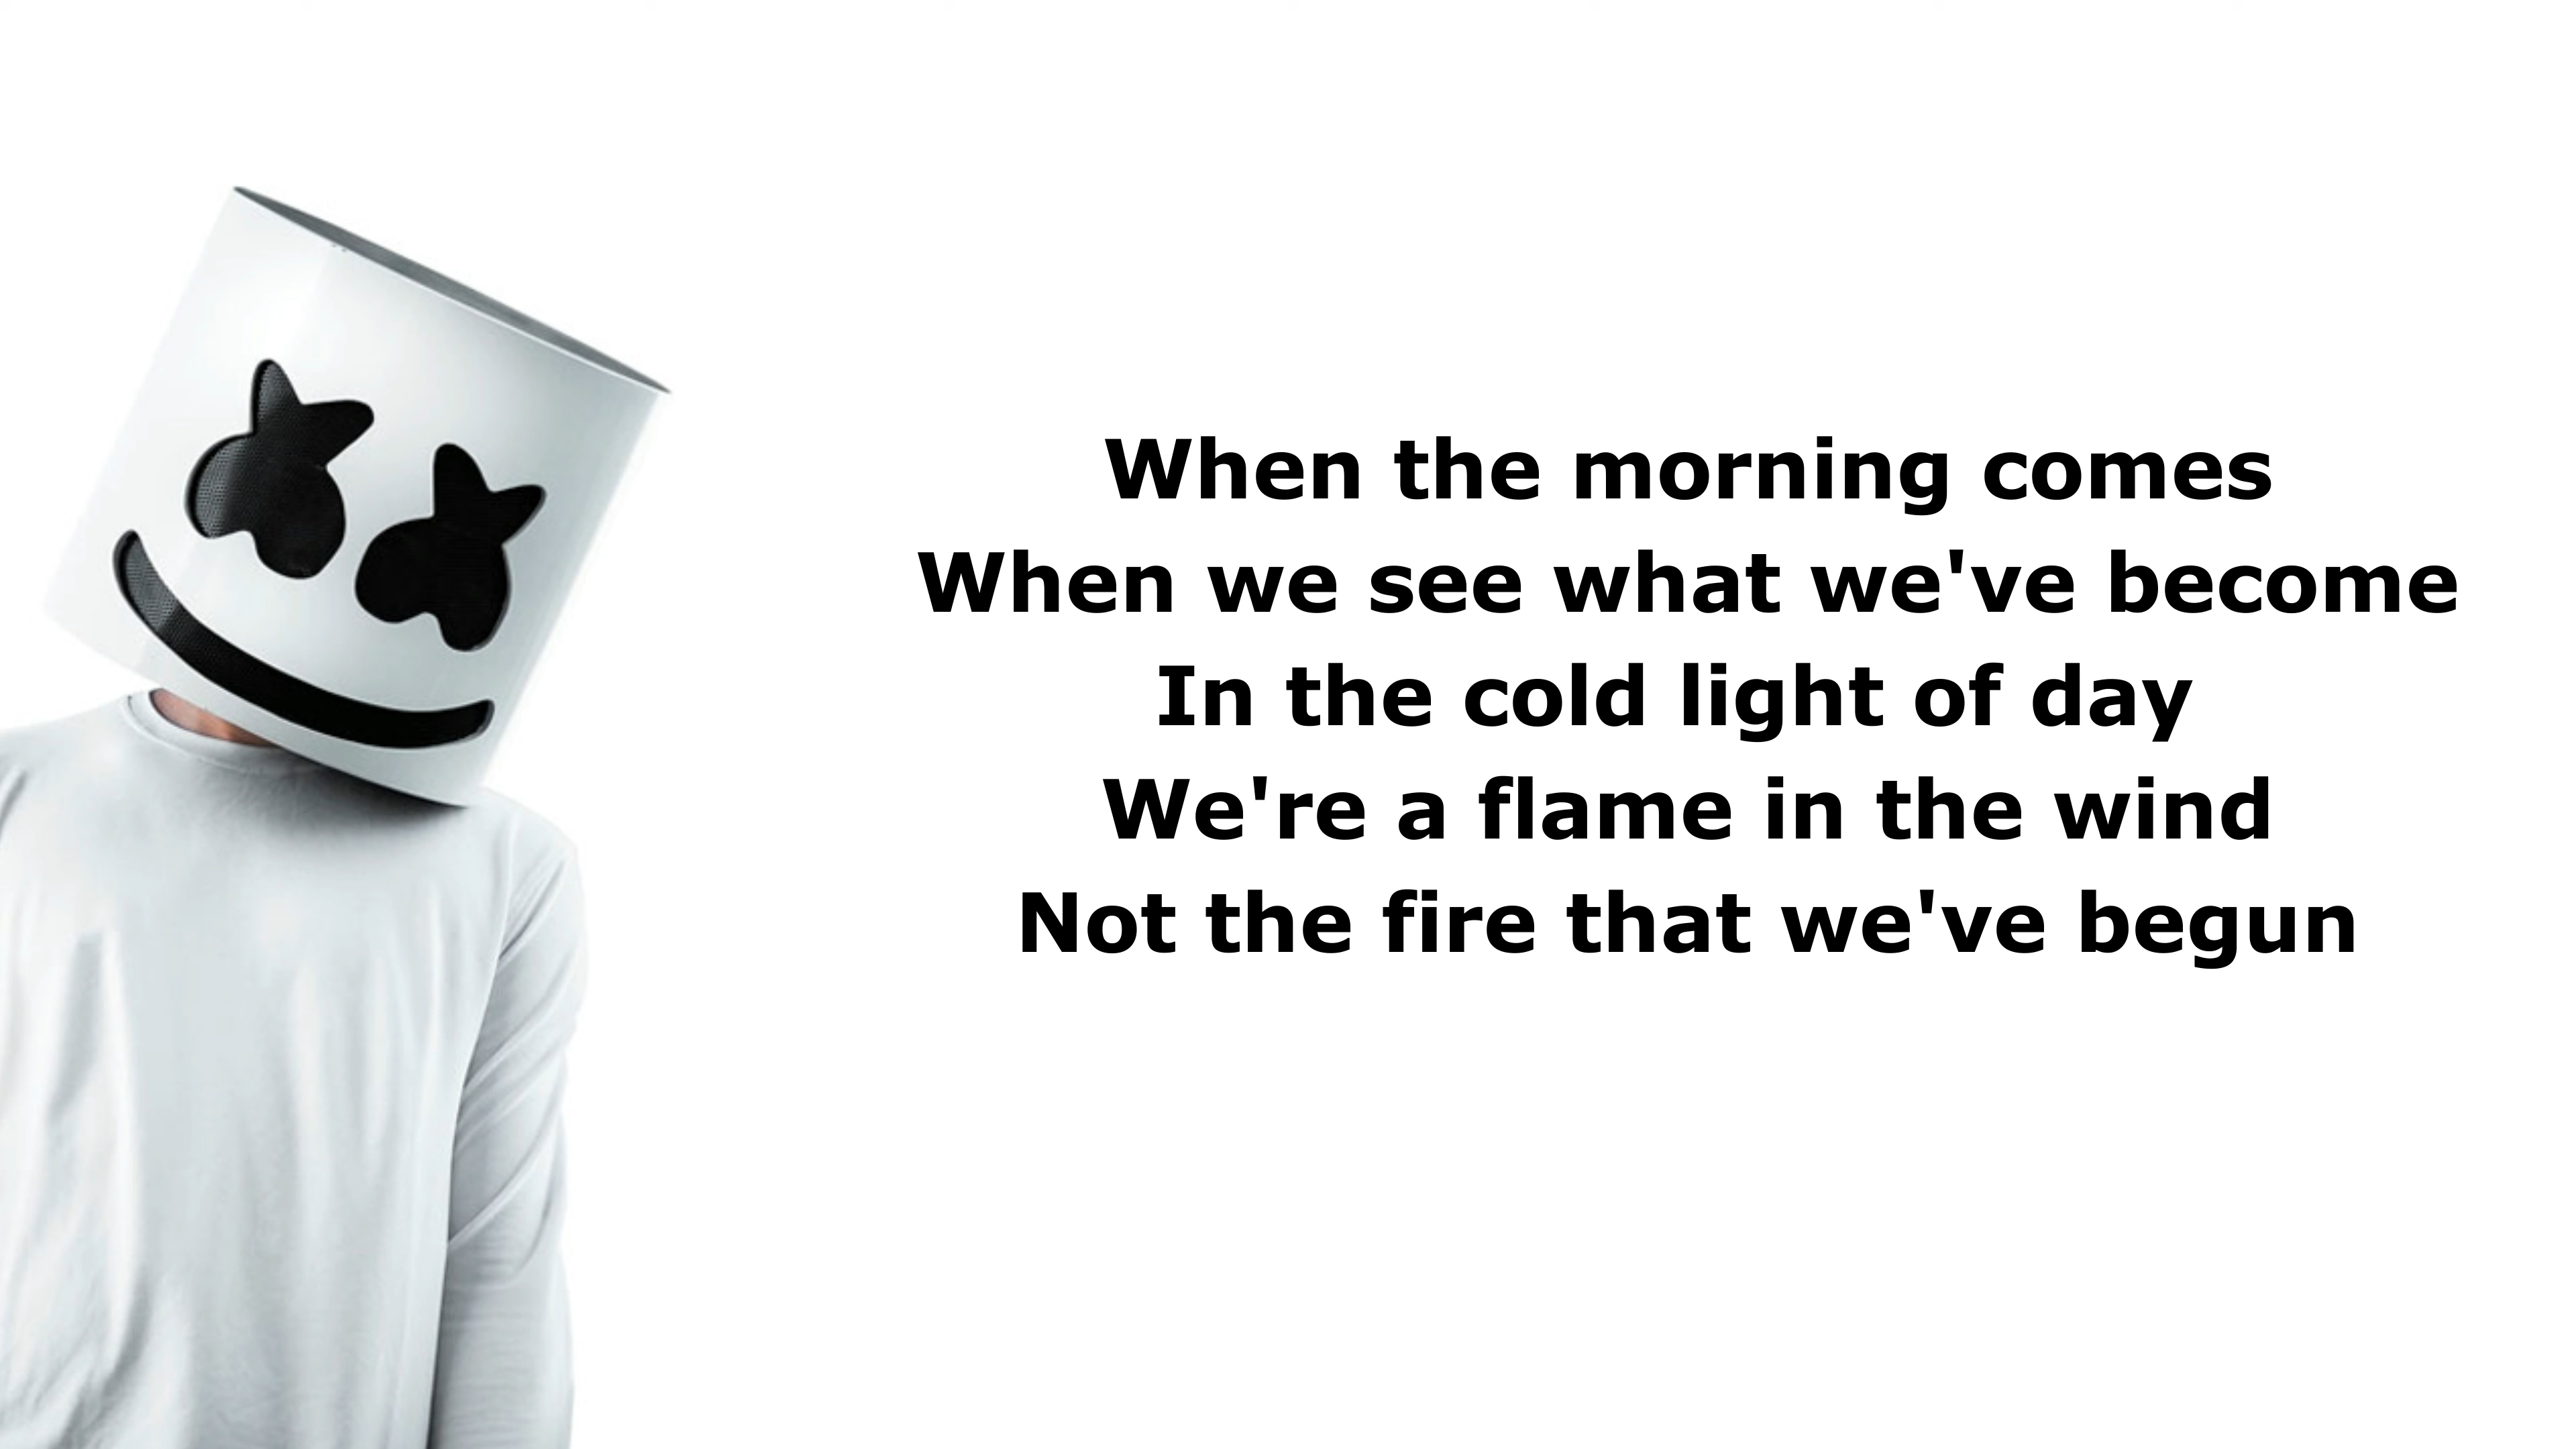 When the morning comes
When we see what we've become
In the cold light of day
We're a flame in the wind
Not the fire that we've begun